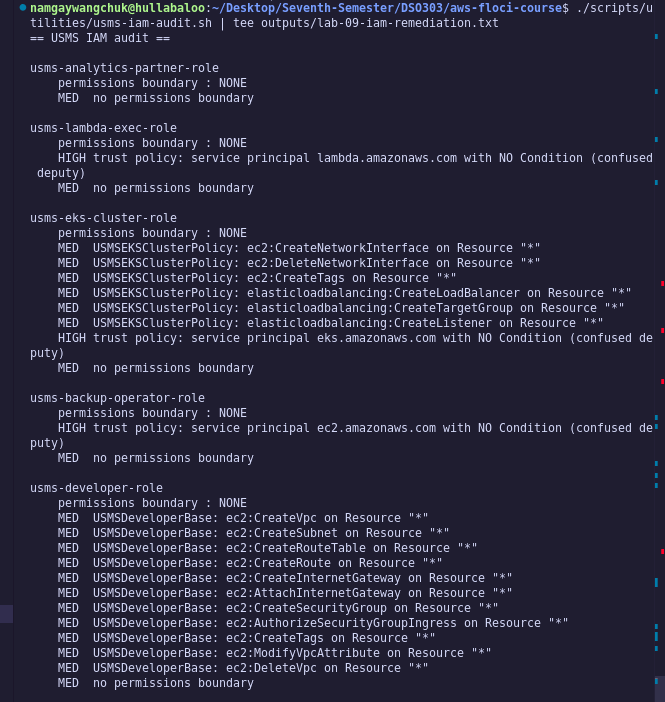 namgaywangchuk@hullabaloo:~/Desktop/Seventh-Semester/DSO303/aws-floci-course$ ./scripts/u
tilities/usms-iam-audit.sh | tee outputs/lab-09-iam-remediation.txt
== USMS IAM audit ==
usms-analytics-partner-role
permissions boundary : NONE
MED  no permissions boundary
usms-lambda-exec-role
permissions boundary : NONE
HIGH trust policy: service principal lambda.amazonaws.com with NO Condition (confused
deputy)
MED  no permissions boundary
usms-eks-cluster-role
permissions boundary : NONE
MED  USMSEKSClusterPolicy: ec2:CreateNetworkInterface on Resource "*"
MED  USMSEKSClusterPolicy: ec2:DeleteNetworkInterface on Resource "*"
MED  USMSEKSClusterPolicy: ec2:CreateTags on Resource "*"
MED  USMSEKSClusterPolicy: elasticloadbalancing:CreateLoadBalancer on Resource "*"
MED  USMSEKSClusterPolicy: elasticloadbalancing:CreateTargetGroup on Resource "*"
MED  USMSEKSClusterPolicy: elasticloadbalancing:CreateListener on Resource "*"
HIGH trust policy: service principal eks.amazonaws.com with NO Condition (confused de
puty)
MED  no permissions boundary
usms-backup-operator-role
permissions boundary : NONE
HIGH trust policy: service principal ec2.amazonaws.com with NO Condition (confused de
puty)
MED  no permissions boundary
usms-developer-role
permissions boundary : NONE
MED  USMSDeveloperBase: ec2:CreateVpc on Resource "*"
MED  USMSDeveloperBase: ec2:CreateSubnet on Resource "*"
MED  USMSDeveloperBase: ec2:CreateRouteTable on Resource "*"
MED  USMSDeveloperBase: ec2:CreateRoute on Resource "*"
MED  USMSDeveloperBase: ec2:CreateInternetGateway on Resource "*"
MED  USMSDeveloperBase: ec2:AttachInternetGateway on Resource "*"
MED  USMSDeveloperBase: ec2:CreateSecurityGroup on Resource "*"
MED  USMSDeveloperBase: ec2:AuthorizeSecurityGroupIngress on Resource "*"
MED  USMSDeveloperBase: ec2:CreateTags on Resource "*"
MED  USMSDeveloperBase: ec2:ModifyVpcAttribute on Resource "*"
MED  USMSDeveloperBase: ec2:DeleteVpc on Resource "*"
MED  no permissions boundary